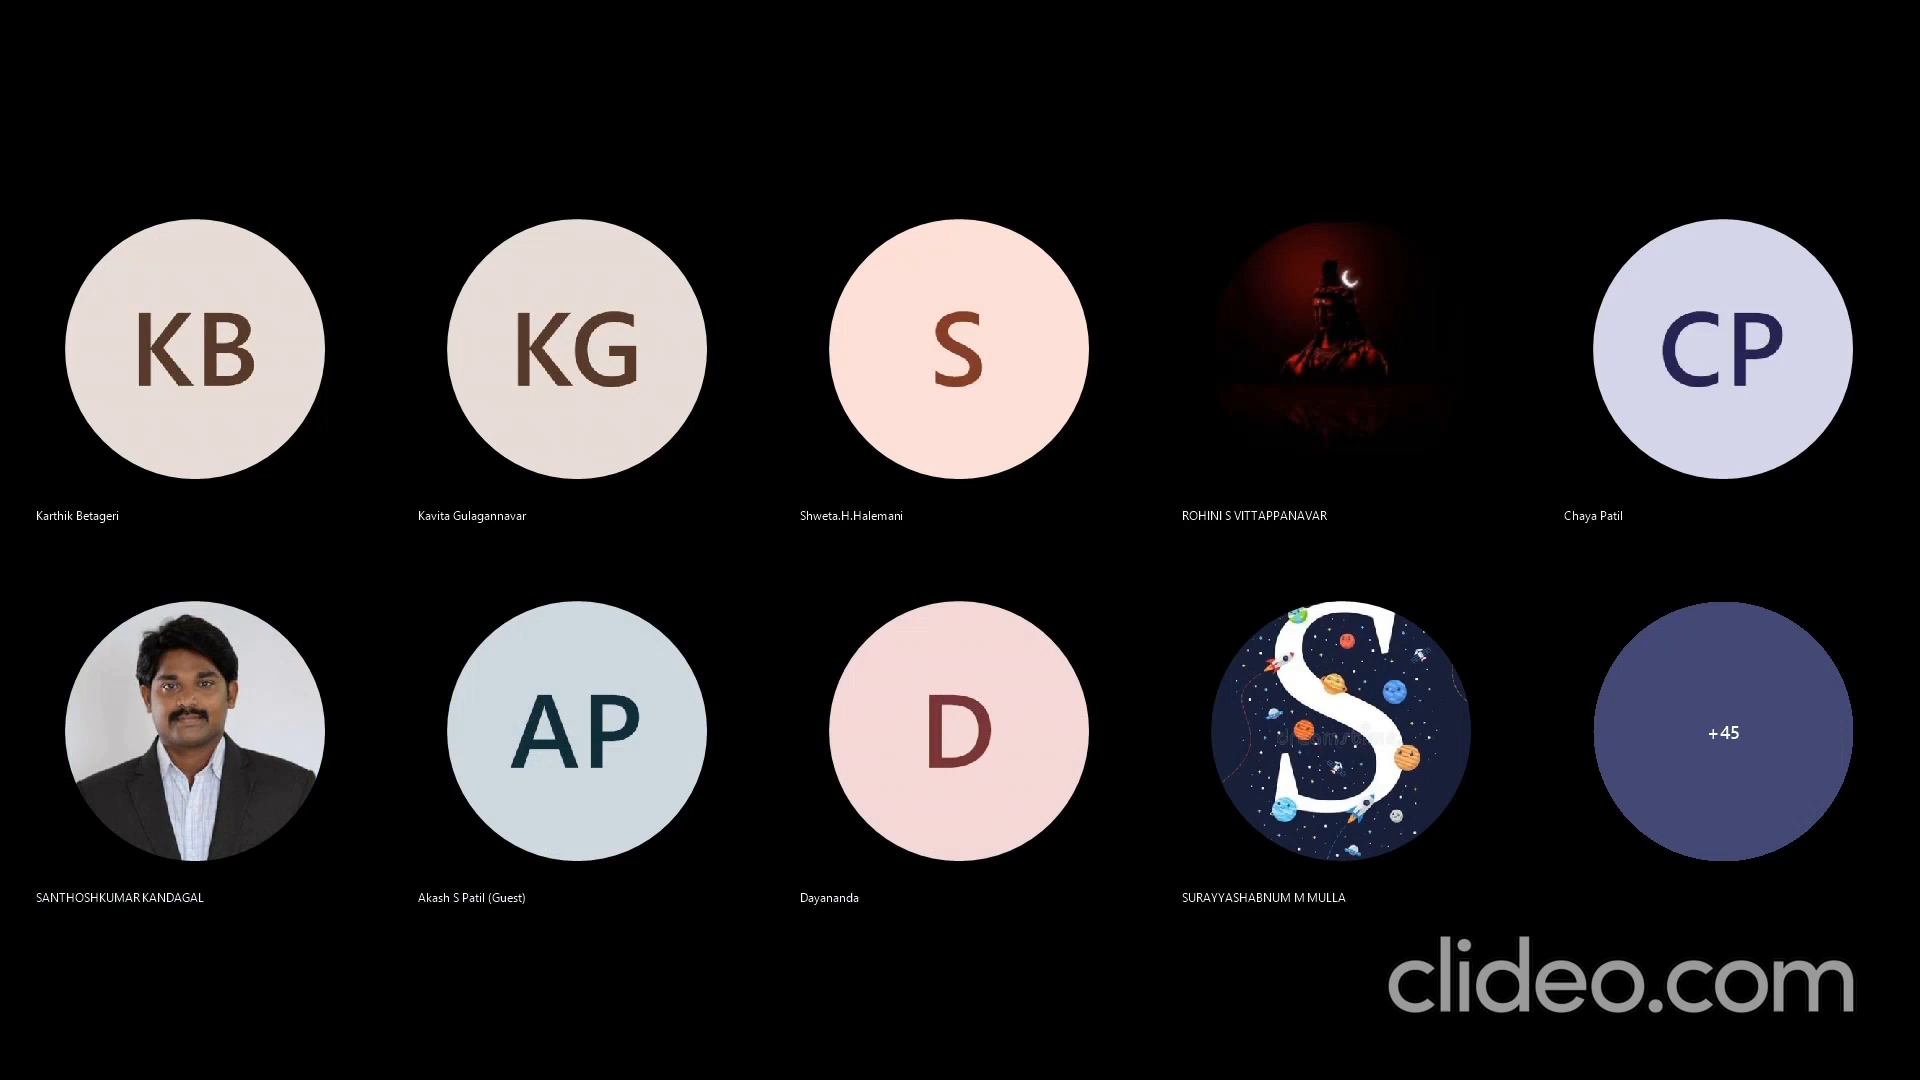 KB
KG
S
CP
Karthik Betageri
Kavita Gulagannavar
Shweta.H.Halemani
ROHINI S VITTAPPANAVAR
Chaya Patil
AP
D
S
dreamstime
+45
SANTHOSHKUMAR KANDAGAL
Akash S Patil (Guest)
Dayananda
SURAYYASHABNUM M MULLA
clideo.com